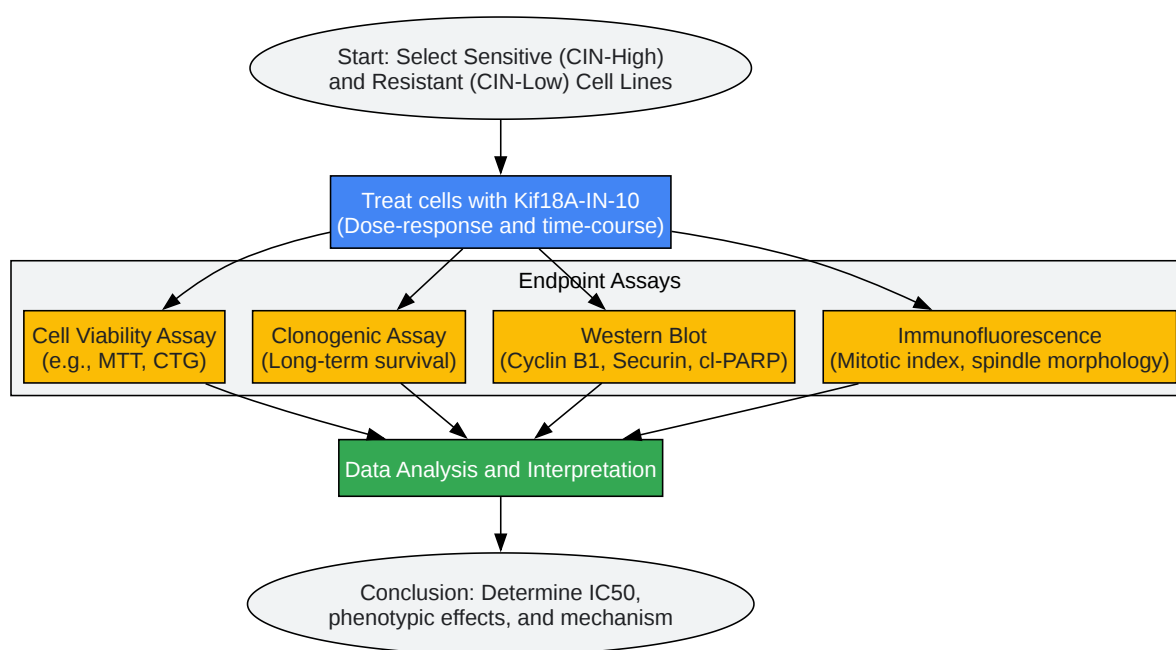 Start: Select Sensitive (CIN-High)
and Resistant (CIN-Low) Cell Lines
Treat cells with Kif18A-IN-10
(Dose-response and time-course)
Endpoint Assays
Cell Viability Assay
(e.g., MTT, CTG)
Clonogenic Assay
(Long-term survival)
Western Blot
(Cyclin B1, Securin, cl-PARP)
Immunofluorescence
(Mitotic index, spindle morphology)
Data Analysis and Interpretation
Conclusion: Determine IC50,
phenotypic effects, and mechanism